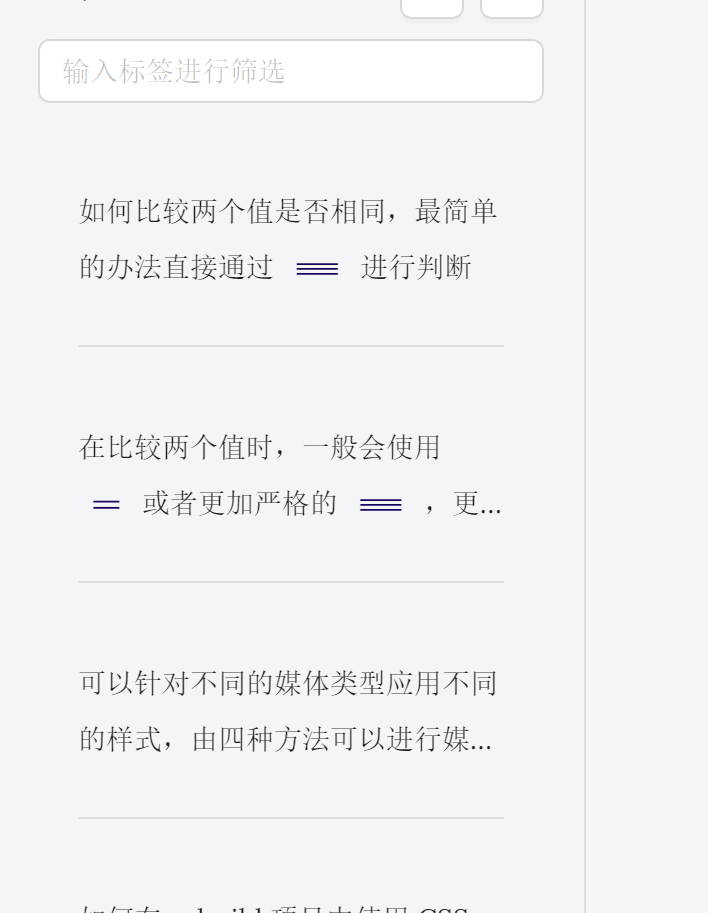 输入标签进行筛选
如何比较两个值是否相同，最简单
的办法直接通过 === 进行判断
在比较两个值时，一般会使用
== 或者更加严格的 === ，更...
可以针对不同的媒体类型应用不同
的样式，由四种方法可以进行媒...